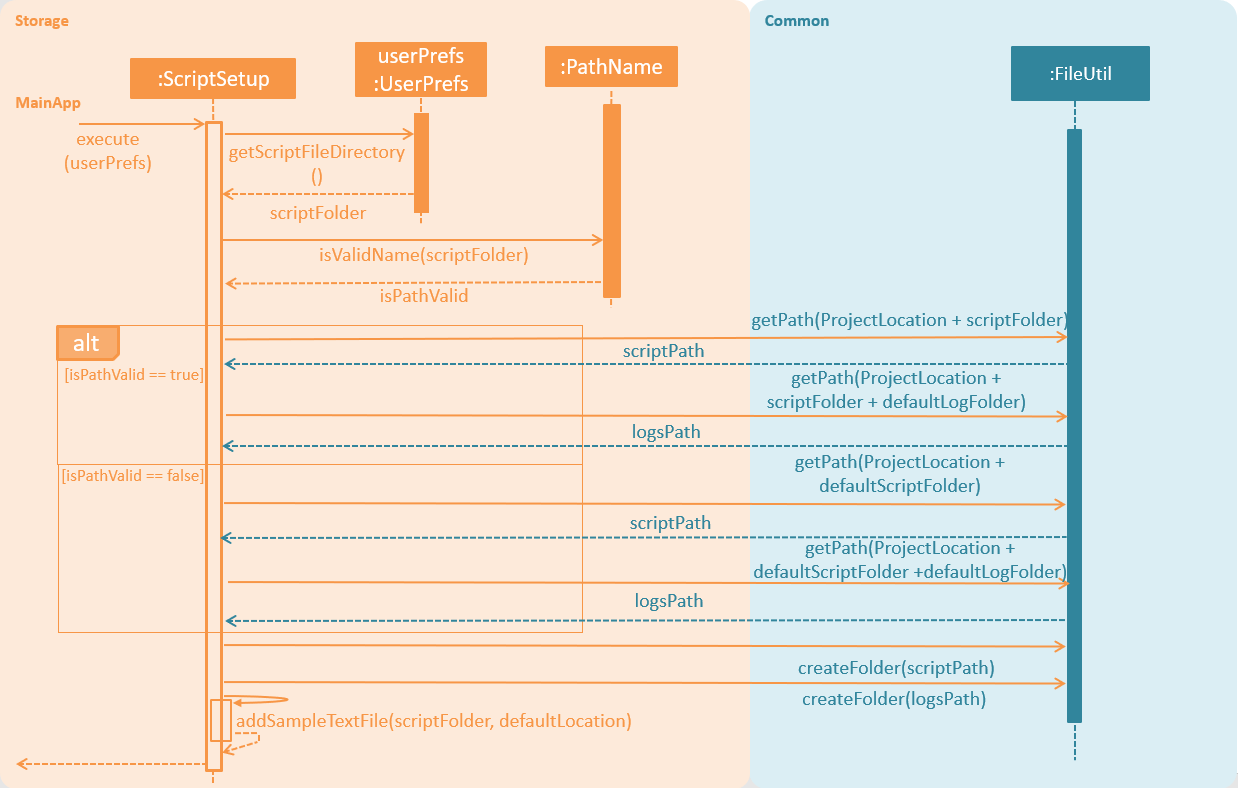 Storage
Common
:ScriptSetup
userPrefs
:UserPrefs
:PathName
:FileUtil
MainApp
execute
(userPrefs)
getScriptFileDirectory
()
scriptFolder
isValidName(scriptFolder)
isPathValid
alt
[isPathValid == true]
getPath(ProjectLocation + scriptFolder)
scriptPath
getPath(ProjectLocation +
scriptFolder + defaultLogFolder)
logsPath
[isPathValid == false]
getPath(ProjectLocation +
defaultScriptFolder)
scriptPath
getPath(ProjectLocation +
defaultScriptFolder +defaultLogFolder)
logsPath
createFolder(scriptPath)
createFolder(logsPath)
addSampleTextFile(scriptFolder, defaultLocation)